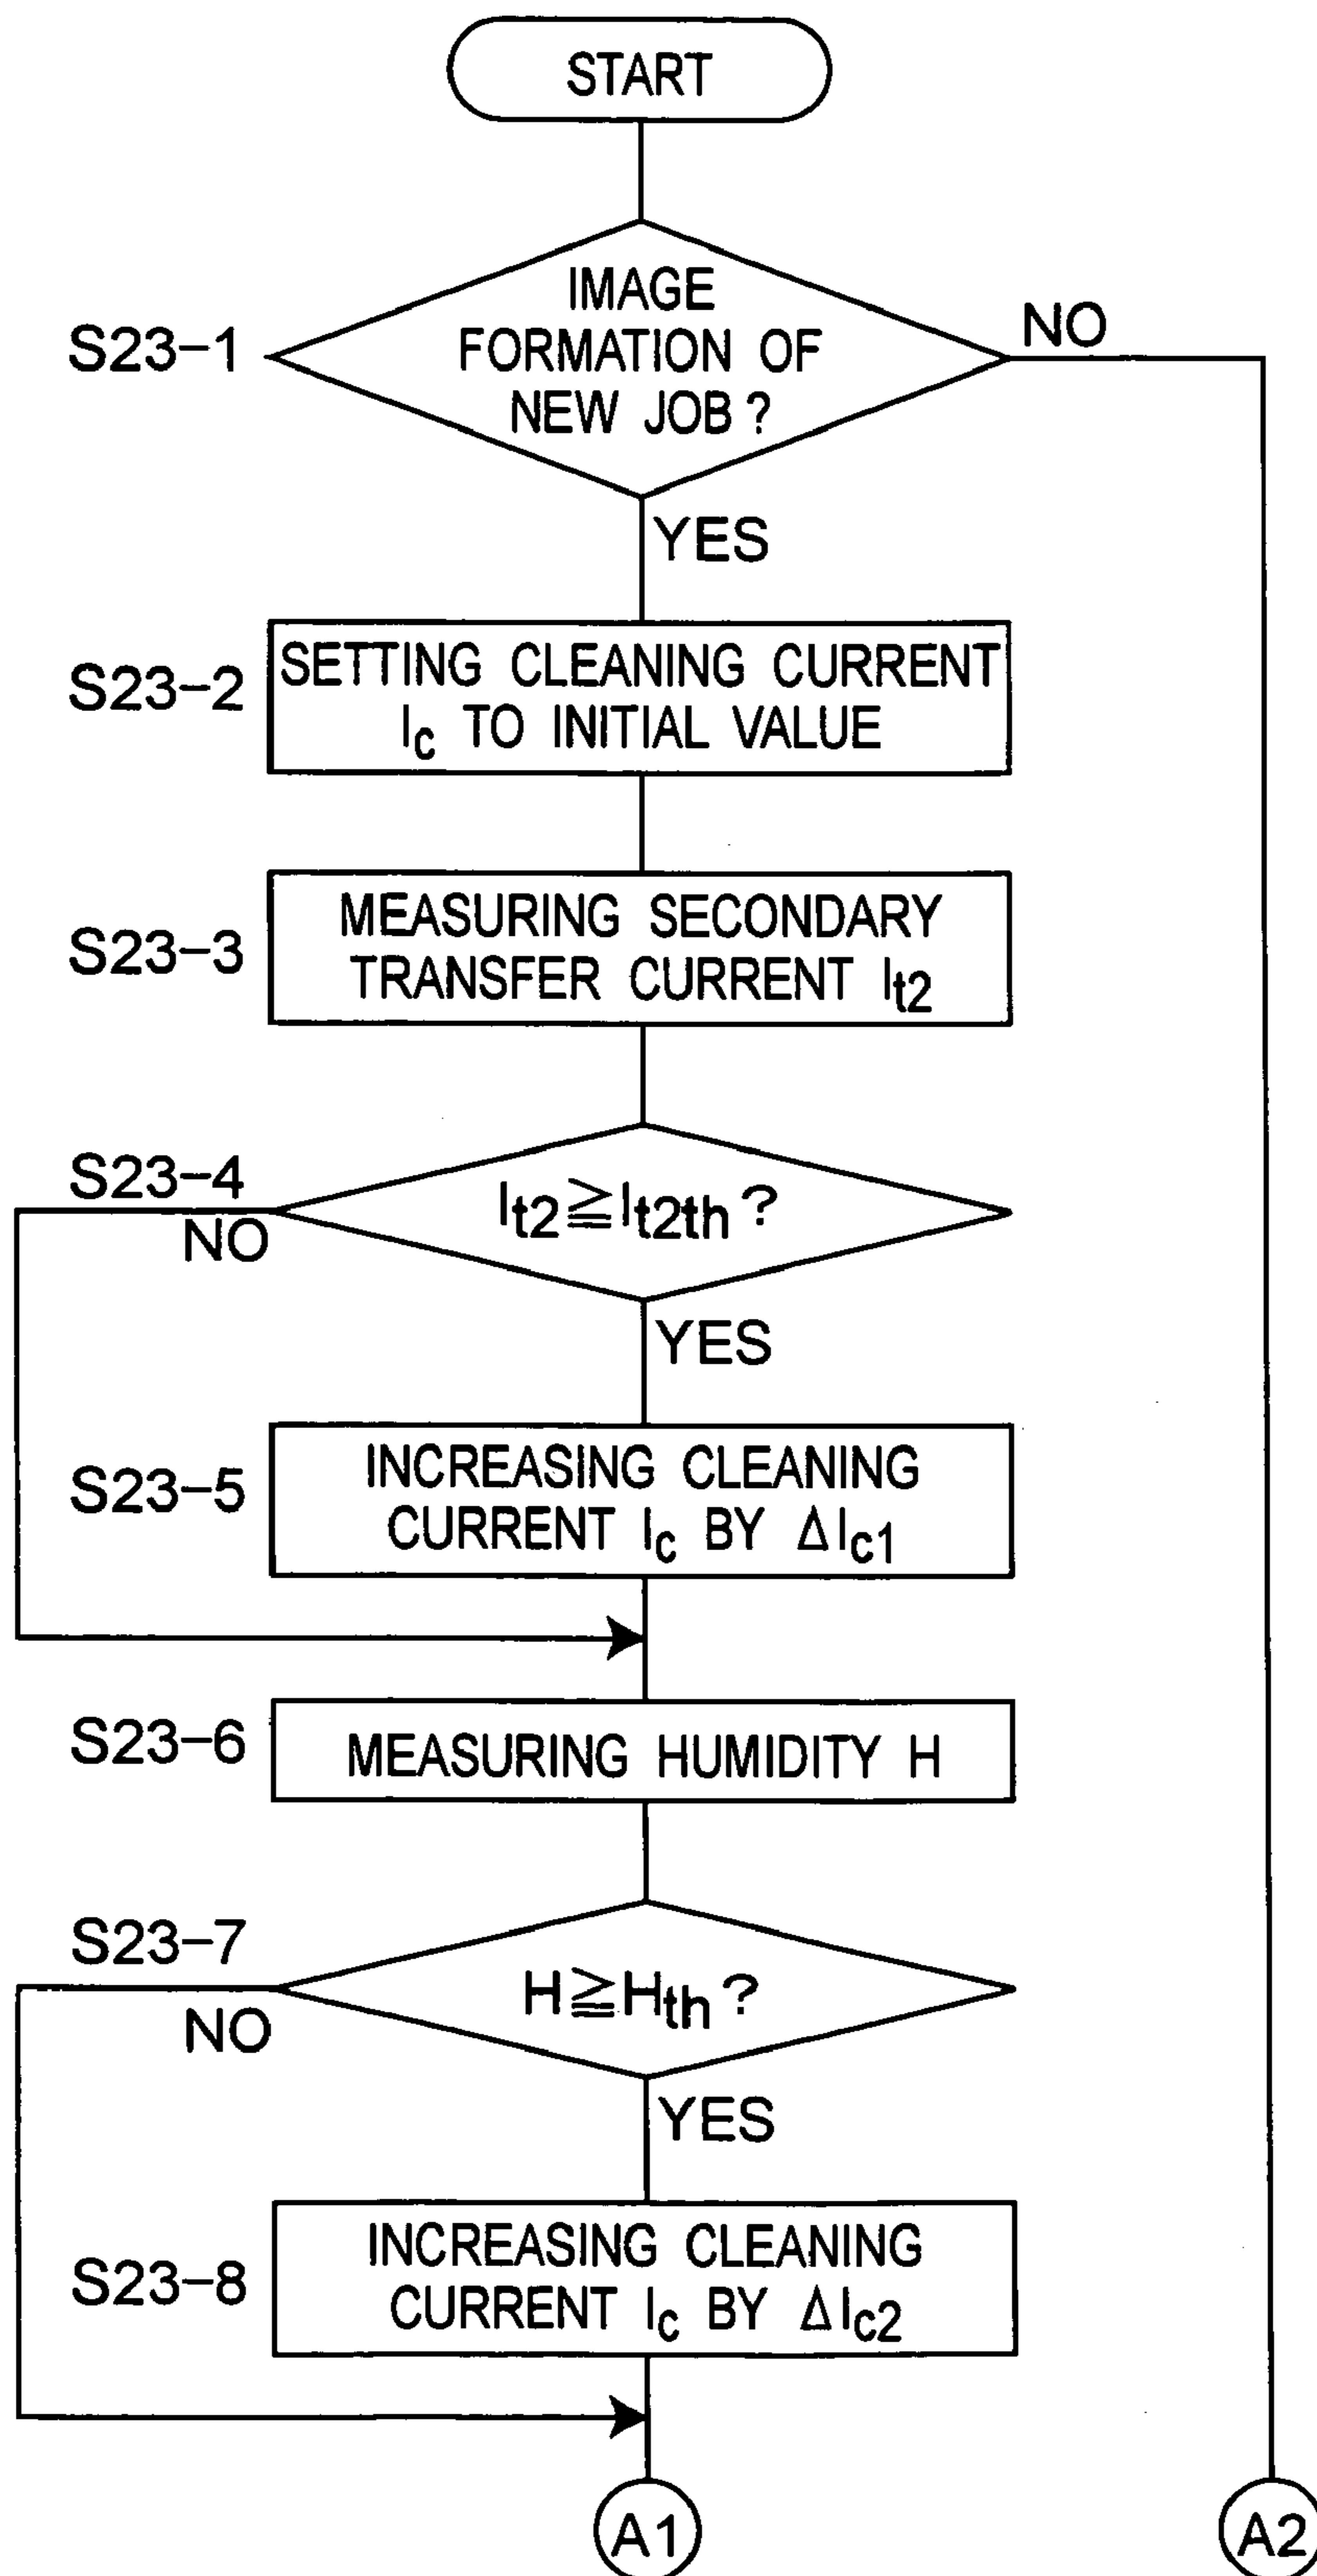 START
S23-1
IMAGE
FORMATION OF
NEW JOB?
NO
YES
S23-2
SETTING CLEANING CURRENT
Ic TO INITIAL VALUE
S23-3
MEASURING SECONDARY
TRANSFER CURRENT It2
S23-4
NO
It2≧It2th?
YES
S23-5
INCREASING CLEANING
CURRENT Ic BY ΔIc1
S23-6
MEASURING HUMIDITY H
S23-7
NO
H≧Hth?
YES
S23-8
INCREASING CLEANING
CURRENT Ic BY ΔIc2
A1
A2